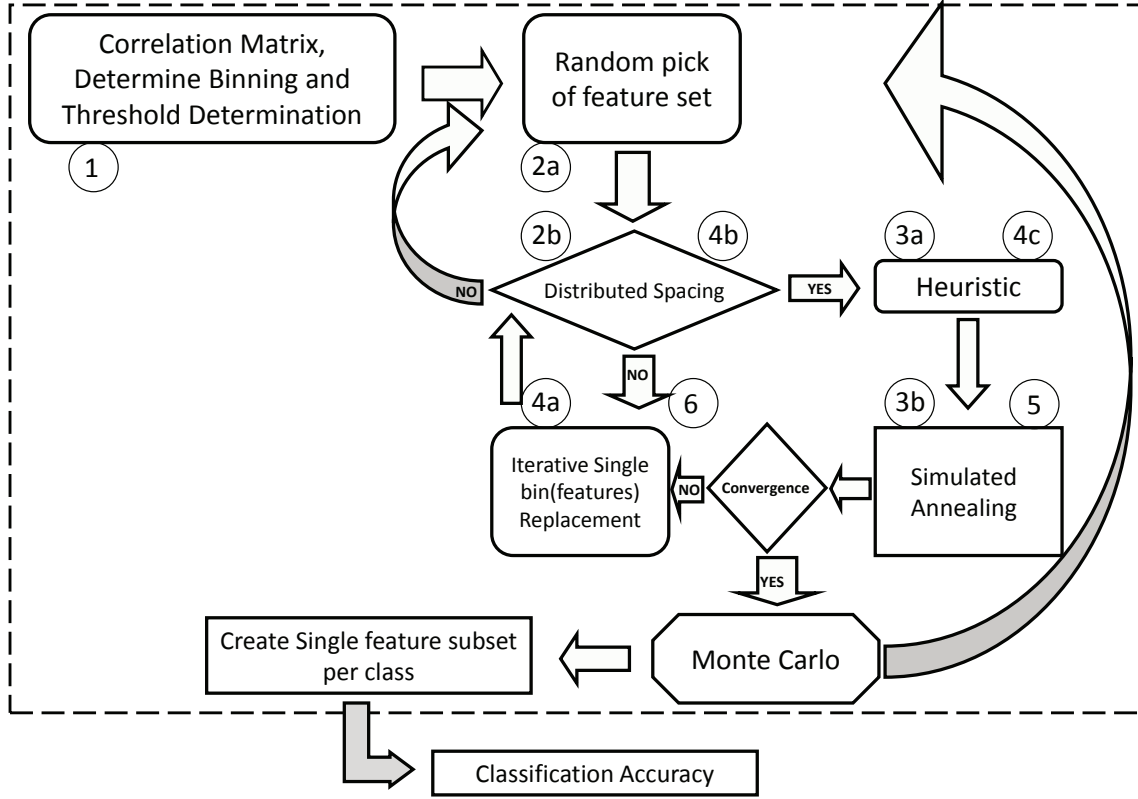 Correlation Matrix,
Determine Binning and
Threshold Determination
1
Random pick
of feature set
2a
2b
4b
Distributed Spacing
NO
YES
3a
4c
Heuristic
NO
4a
6
3b
5
Iterative Single
bin(features)
Replacement
NO
Convergence
Simulated
Annealing
YES
Monte Carlo
Create Single feature subset
per class
Classification Accuracy